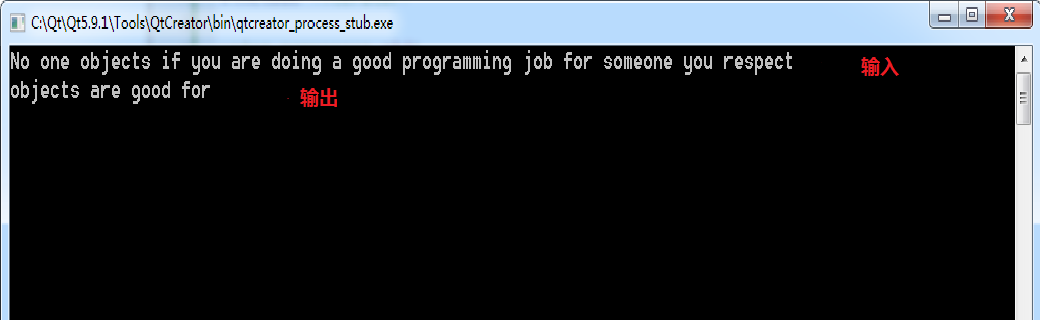 C:\Qt\Qt5.9.1\Tools\QtCreator\bin\qtcreator_process_stub.exe
No one objects if you are doing a good programming job for someone you respect 输入
objects are good for 输出